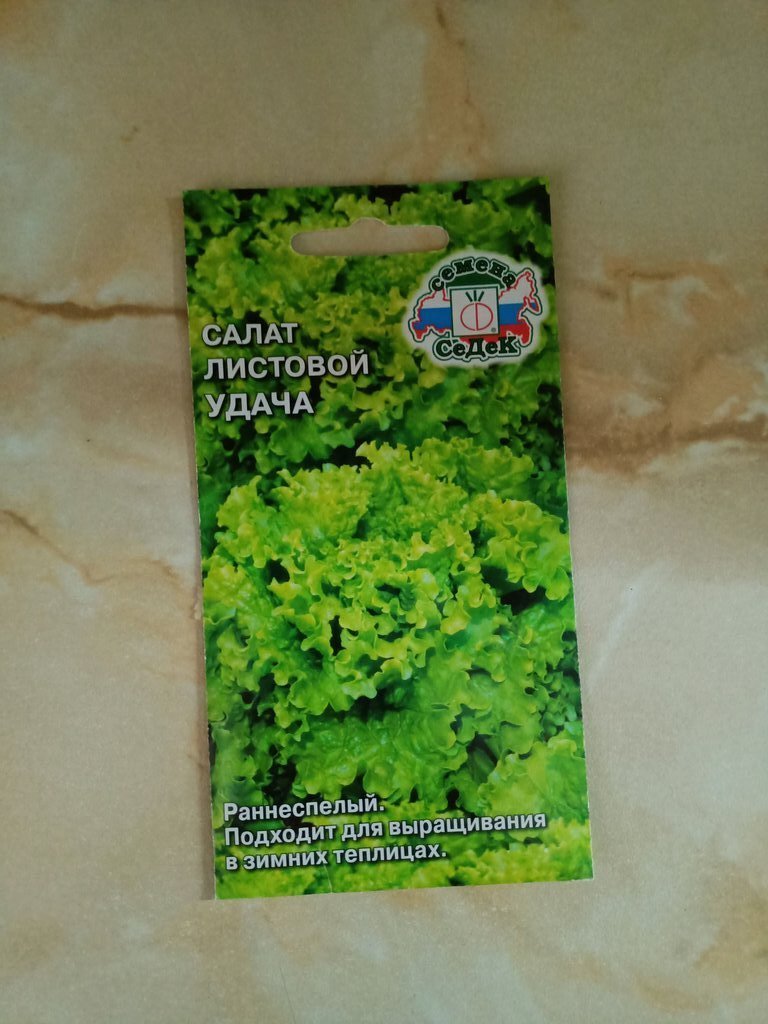 семена
СеДеК
САЛАТ
ЛИСТОВОЙ
УДАЧА
Раннеспелый.
Подходит для выращивания
в зимних теплицах.